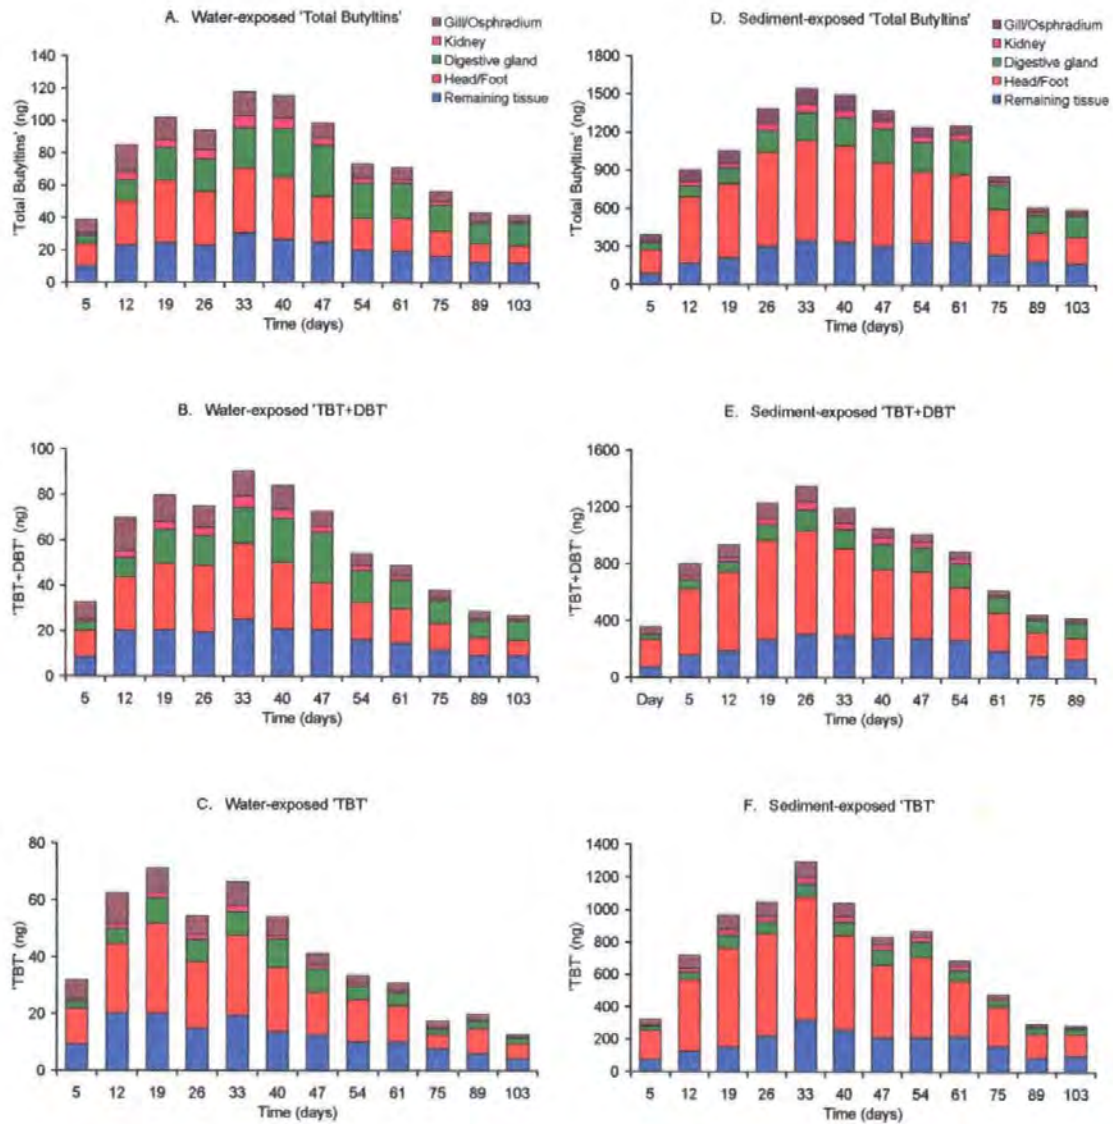 A. Water-exposed 'Total Butyltins'
Gill/Osphradium
Kidney
Digestive gland
Head/Foot
Remaining tissue
'Total Butyltins' (ng)
140
120
100
80
60
40
20
0
5 12 19 26 33 40 47 54 61 75 89 103
Time (days)
D. Sediment-exposed 'Total Butyltins'
Gill/Osphradium
Kidney
Digestive gland
Head/Foot
Remaining tissue
'Total Butyltins' (ng)
1800
1500
1200
900
600
300
0
5 12 19 26 33 40 47 54 61 75 89 103
Time (days)
B. Water-exposed 'TBT+DBT'
'TBT+DBT' (ng)
100
80
60
40
20
0
5 12 19 26 33 40 47 54 61 75 89 103
Time (days)
E. Sediment-exposed 'TBT+DBT'
'TBT+DBT' (ng)
1600
1200
800
400
0
Day 5 12 19 26 33 40 47 54 61 75 89
Time (days)
C. Water-exposed 'TBT'
'TBT' (ng)
80
60
40
20
0
5 12 19 26 33 40 47 54 61 75 89 103
Time (days)
F. Sediment-exposed 'TBT'
'TBT' (ng)
1400
1200
1000
800
600
400
200
0
5 12 19 26 33 40 47 54 61 75 89 103
Time (days)